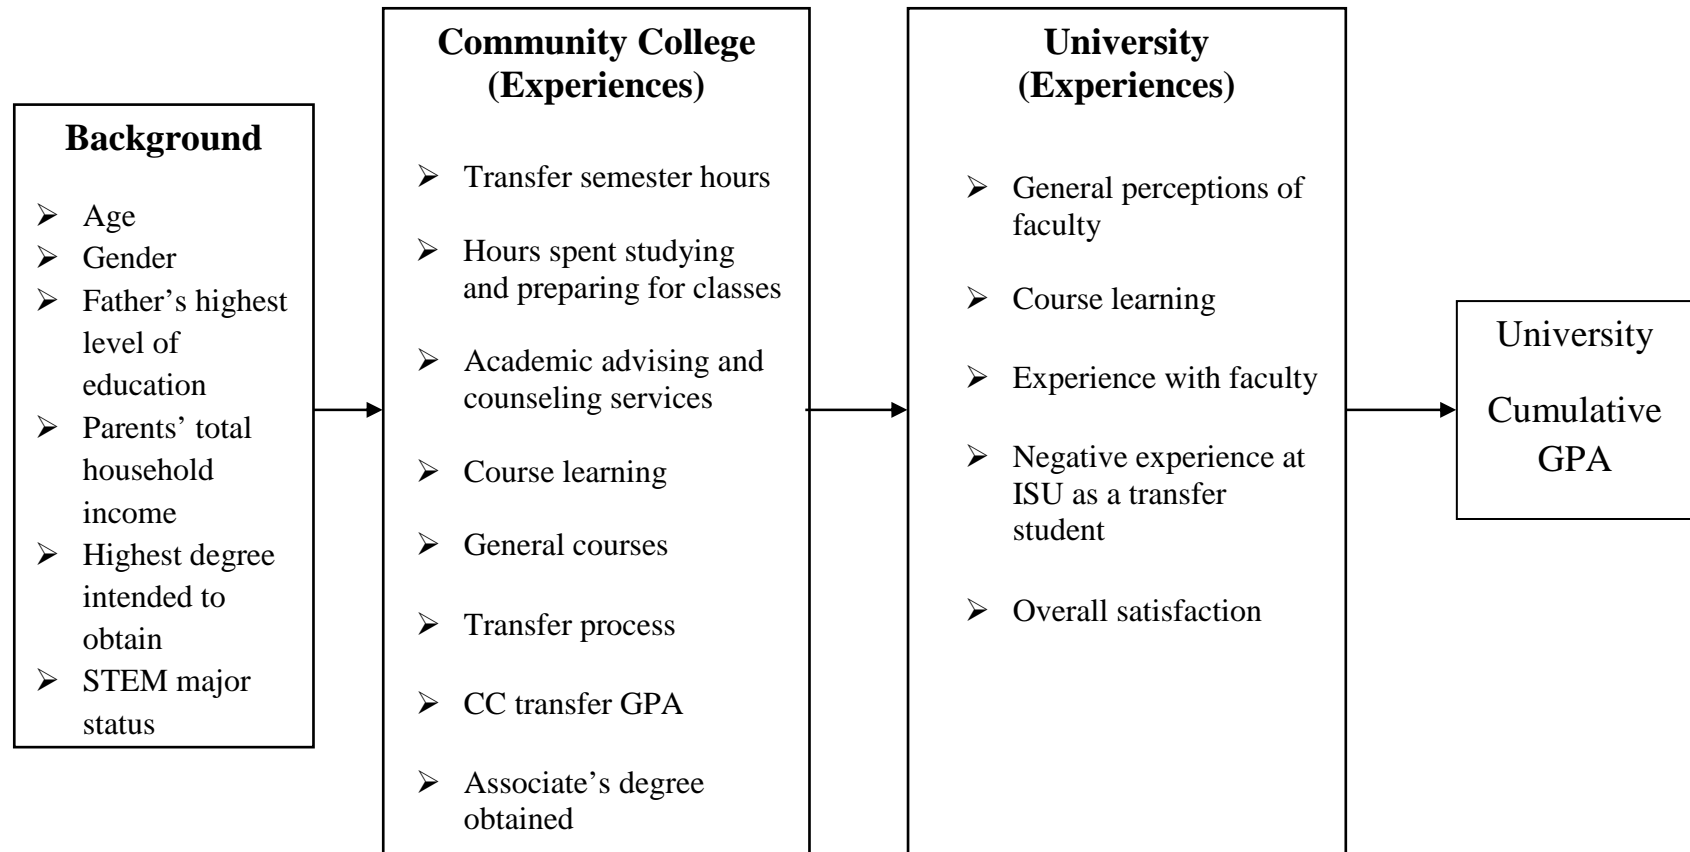 Background
➢ Age
➢ Gender
➢ Father’s highest
level of
education
➢ Parents’ total
household
income
➢ Highest degree
intended to
obtain
➢ STEM major
status
Community College
(Experiences)
➢ Transfer semester hours
➢ Hours spent studying
and preparing for classes
➢ Academic advising and
counseling services
➢ Course learning
➢ General courses
➢ Transfer process
➢ CC transfer GPA
➢ Associate’s degree
obtained
University
(Experiences)
➢ General perceptions of
faculty
➢ Course learning
➢ Experience with faculty
➢ Negative experience at
ISU as a transfer
student
➢ Overall satisfaction
University
Cumulative
GPA